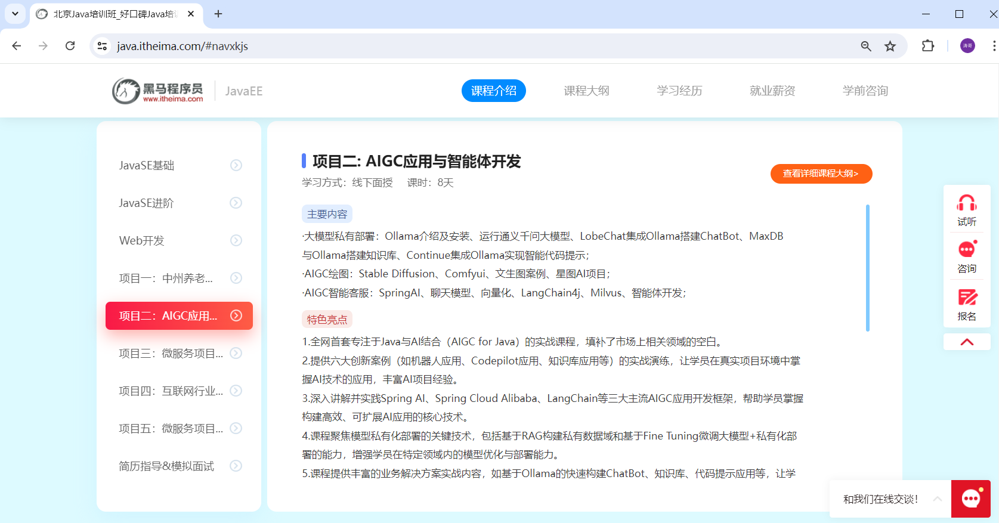 北京Java培训班_好口碑Java培训
java.itheima.com/#navxkjs
涛哥
黑马程序员
www.itheima.com
JavaEE
课程介绍
课程大纲
学习经历
就业薪资
学前咨询
JavaSE基础
JavaSE进阶
Web开发
项目一：中州养老...
项目二：AIGC应用...
项目三：微服务项目...
项目四：互联网行业...
项目五：微服务项目...
简历指导&模拟面试
项目二: AIGC应用与智能体开发
学习方式：线下面授 课时：8天
查看详细课程大纲>
主要内容
·大模型私有部署：Ollama介绍及安装、运行通义千问大模型、LobeChat集成Ollama搭建ChatBot、MaxDB
与Ollama搭建知识库、Continue集成Ollama实现智能代码提示；
·AIGC绘图：Stable Diffusion、Comfyui、文生图案例、星图AI项目；
·AIGC智能客服：SpringAI、聊天模型、向量化、LangChain4j、Milvus、智能体开发；
特色亮点
1.全网首套专注于Java与AI结合（AIGC for Java）的实战课程，填补了市场上相关领域的空白。
2.提供六大创新案例（如机器人应用、Codepilot应用、知识库应用等）的实战演练，让学员在真实项目环境中掌
握AI技术的应用，丰富AI项目经验。
3.深入讲解并实践Spring AI、Spring Cloud Alibaba、LangChain等三大主流AIGC应用开发框架，帮助学员掌握
构建高效、可扩展AI应用的核心技术。
4.课程聚焦模型私有化部署的关键技术，包括基于RAG构建私有数据域和基于Fine Tuning微调大模型+私有化部
署的能力，增强学员在特定领域内的模型优化与部署能力。
5.课程提供丰富的业务解决方案实战内容，如基于Ollama的快速构建ChatBot、知识库、代码提示应用等，让学
试听
咨询
报名
和我们在线交谈！